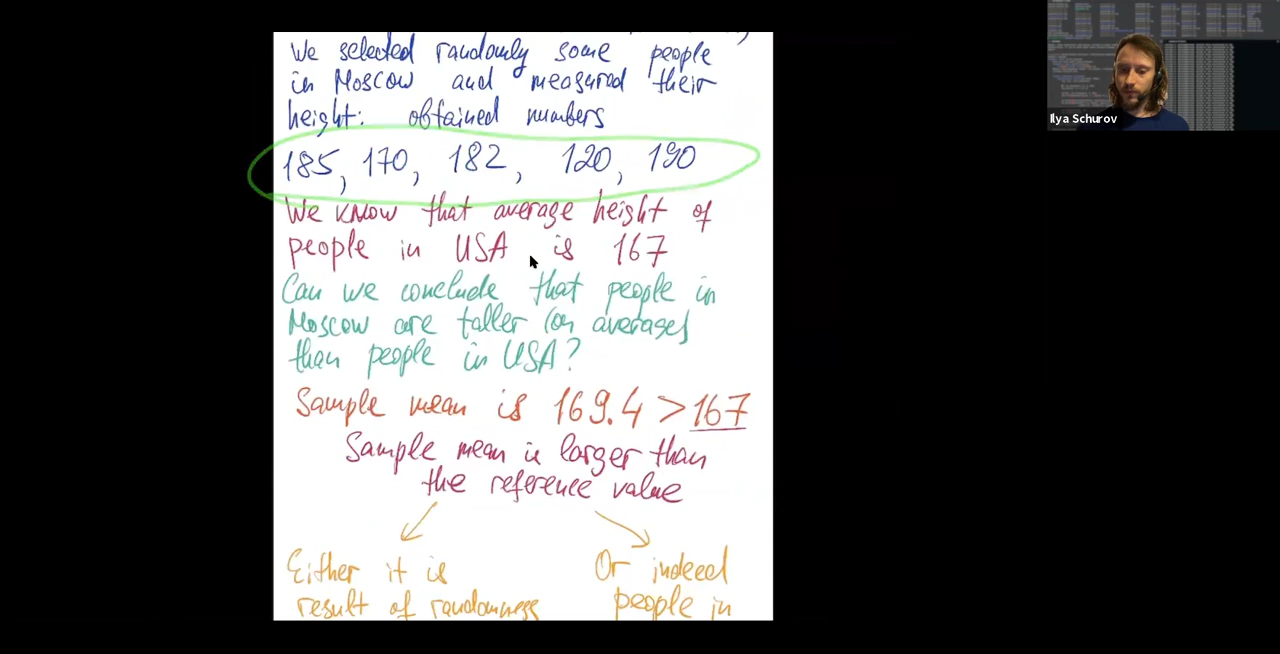 We selected randomly some people
in Moscow and measured their
height: obtained numbers
185, 170, 182, 120, 190
We know that average height of
people in USA is 167
Can we conclude that people in
Moscow are taller (on average)
than people in USA?
Sample mean is 169.4 > 167
Sample mean is larger than
the reference value
Either it is
result of randomness
Or indeed
people in
Ilya Schurov